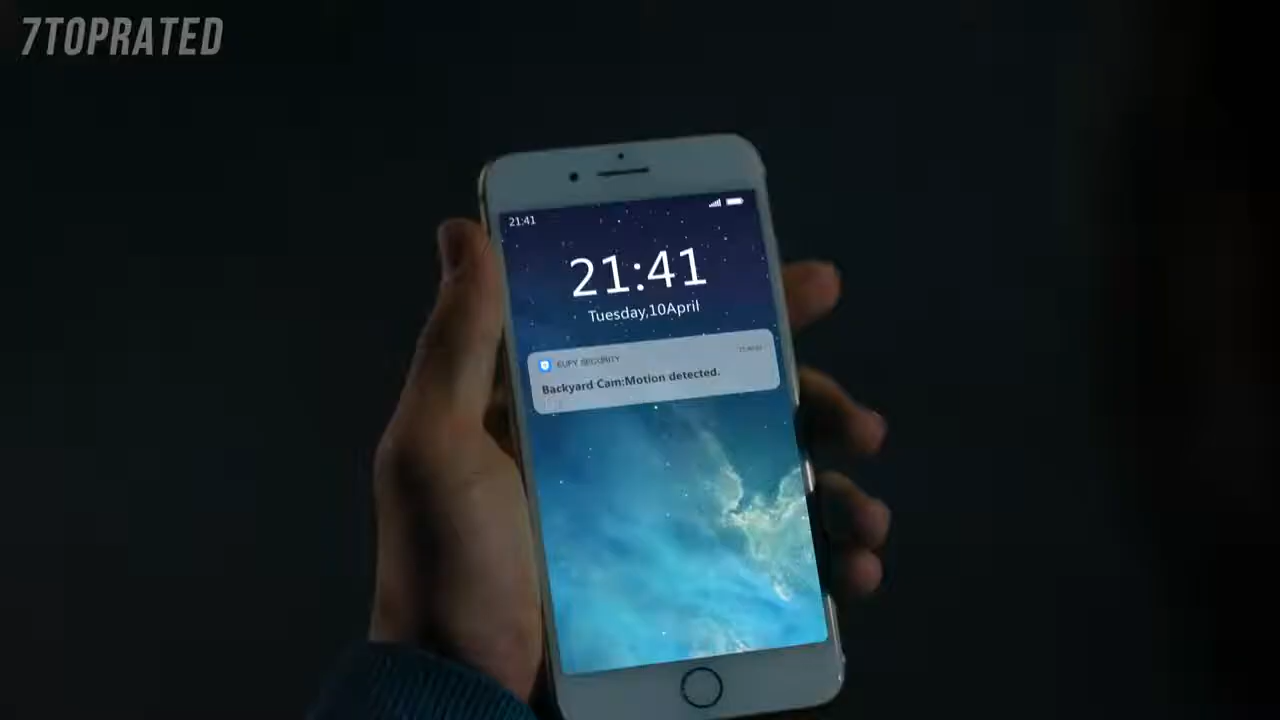 7TOPRATED
21:41
21:41
Tuesday,10April
EUFY SECURITY
Backyard Cam:Motion detected.